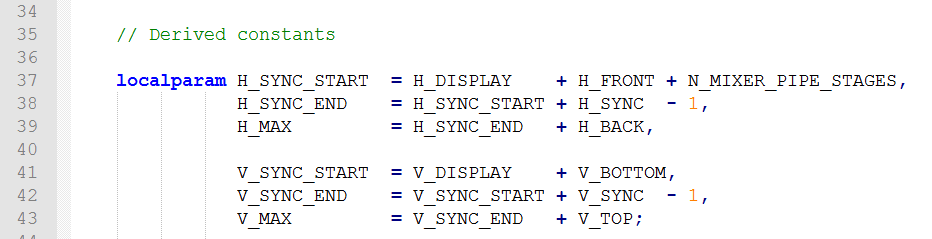 34
35 // Derived constants
36
37 localparam H_SYNC_START = H_DISPLAY + H_FRONT + N_MIXER_PIPE_STAGES,
38 H_SYNC_END = H_SYNC_START + H_SYNC - 1,
39 H_MAX = H_SYNC_END + H_BACK,
40
41 V_SYNC_START = V_DISPLAY + V_BOTTOM,
42 V_SYNC_END = V_SYNC_START + V_SYNC - 1,
43 V_MAX = V_SYNC_END + V_TOP;